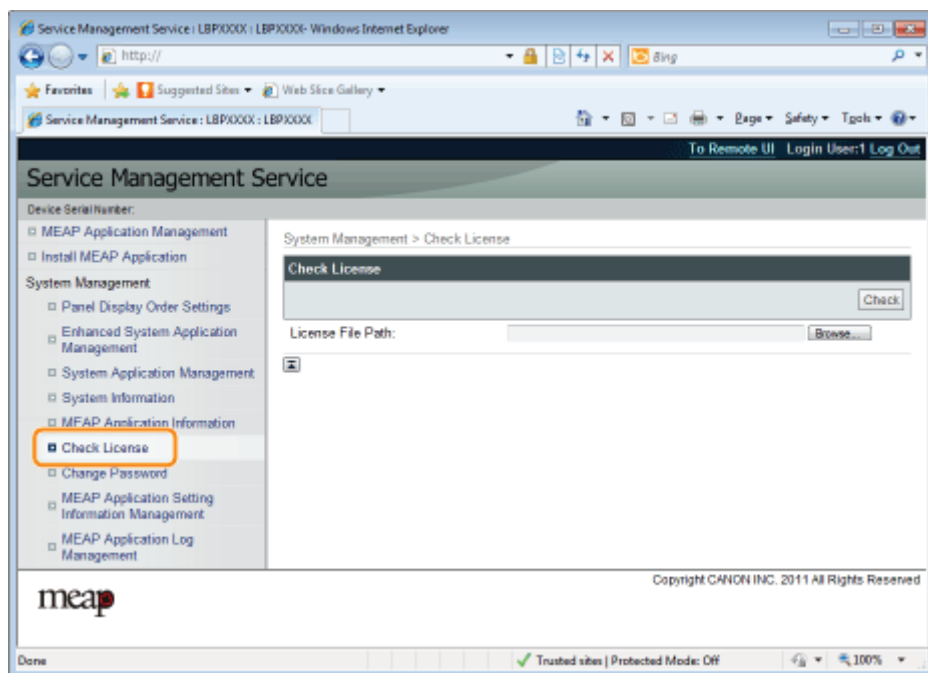 Service Management Service : LBPXXXX : LBPXXXX- Windows Internet Explorer
http://
Bing
Favorites Suggested Sites Web Slice Gallery
Service Management Service : LBPXXXX : LBPXXXX
Page Safety Tools
To Remote UI Login User:1 Log Out
Service Management Service
Device Serial Number:
MEAP Application Management
Install MEAP Application
System Management
Panel Display Order Settings
Enhanced System Application
Management
System Application Management
System Information
MEAP Application Information
Check License
Change Password
MEAP Application Setting
Information Management
MEAP Application Log
Management
System Management > Check License
Check License
Check
License File Path:
Browse...
Copyright CANON INC. 2011 All Rights Reserved
meap
Done
Trusted sites | Protected Mode: Off
100%